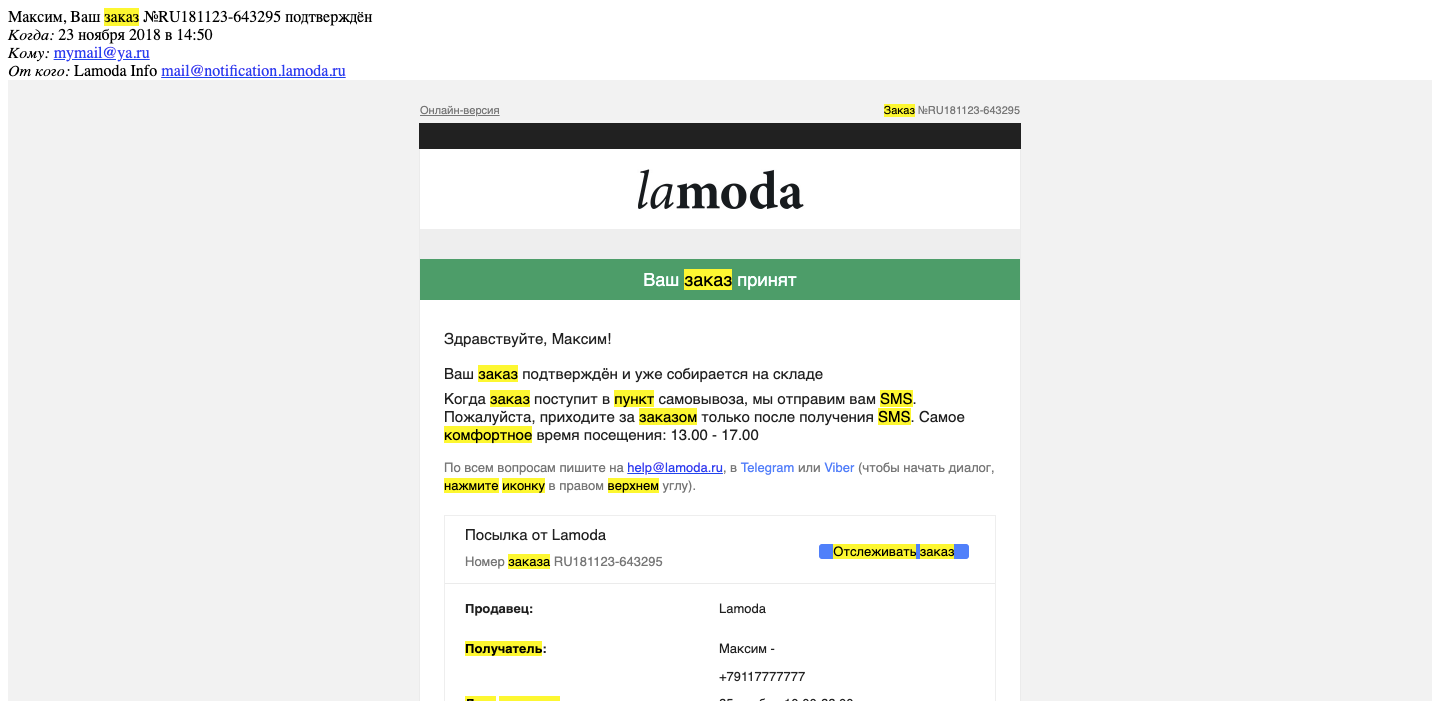 Максим, Ваш заказ №RU181123-643295 подтверждён
Когда: 23 ноября 2018 в 14:50
Кому: mymail@ya.ru
От кого: Lamoda Info mail@notification.lamoda.ru
Онлайн-версия
Заказ №RU181123-643295
lamoda
Ваш заказ принят
Здравствуйте, Максим!
Ваш заказ подтверждён и уже собирается на складе
Когда заказ поступит в пункт самовывоза, мы отправим вам SMS.
Пожалуйста, приходите за заказом только после получения SMS. Самое
комфортное время посещения: 13.00 - 17.00
По всем вопросам пишите на help@lamoda.ru, в Telegram или Viber (чтобы начать диалог,
нажмите иконку в правом верхнем углу).
Посылка от Lamoda
Номер заказа RU181123-643295
Отслеживать заказ
Продавец:
Lamoda
Получатель:
Максим -
+79117777777